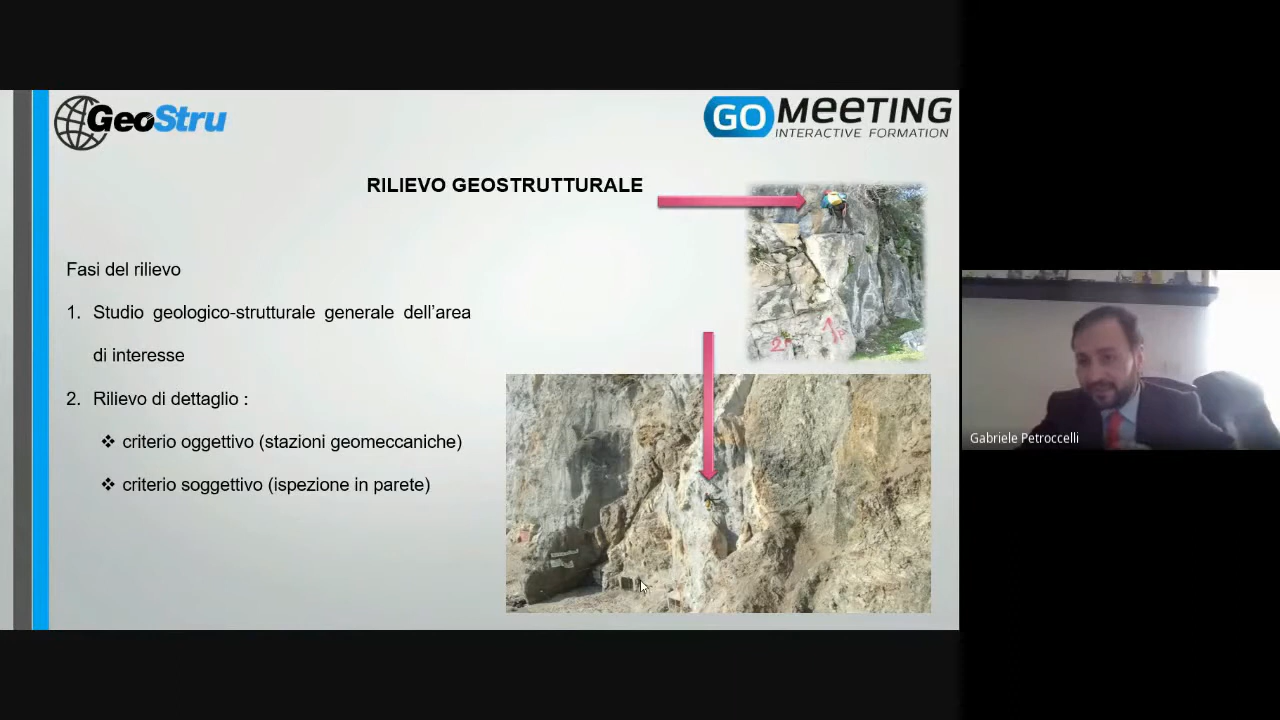 GeoStru
GO MEETING
INTERACTIVE FORMATION
RILIEVO GEOSTRUTTURALE
Fasi del rilievo
1. Studio geologico-strutturale generale dell'area
di interesse
2. Rilievo di dettaglio :
❖ criterio oggettivo (stazioni geomeccaniche)
❖ criterio soggettivo (ispezione in parete)
Gabriele Petroccelli